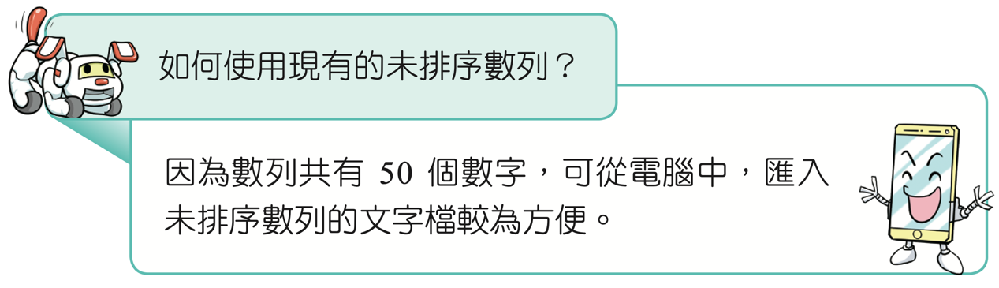 如何使用現有的未排序數列？
因為數列共有 50 個數字，可從電腦中，匯入
未排序數列的文字檔較為方便。